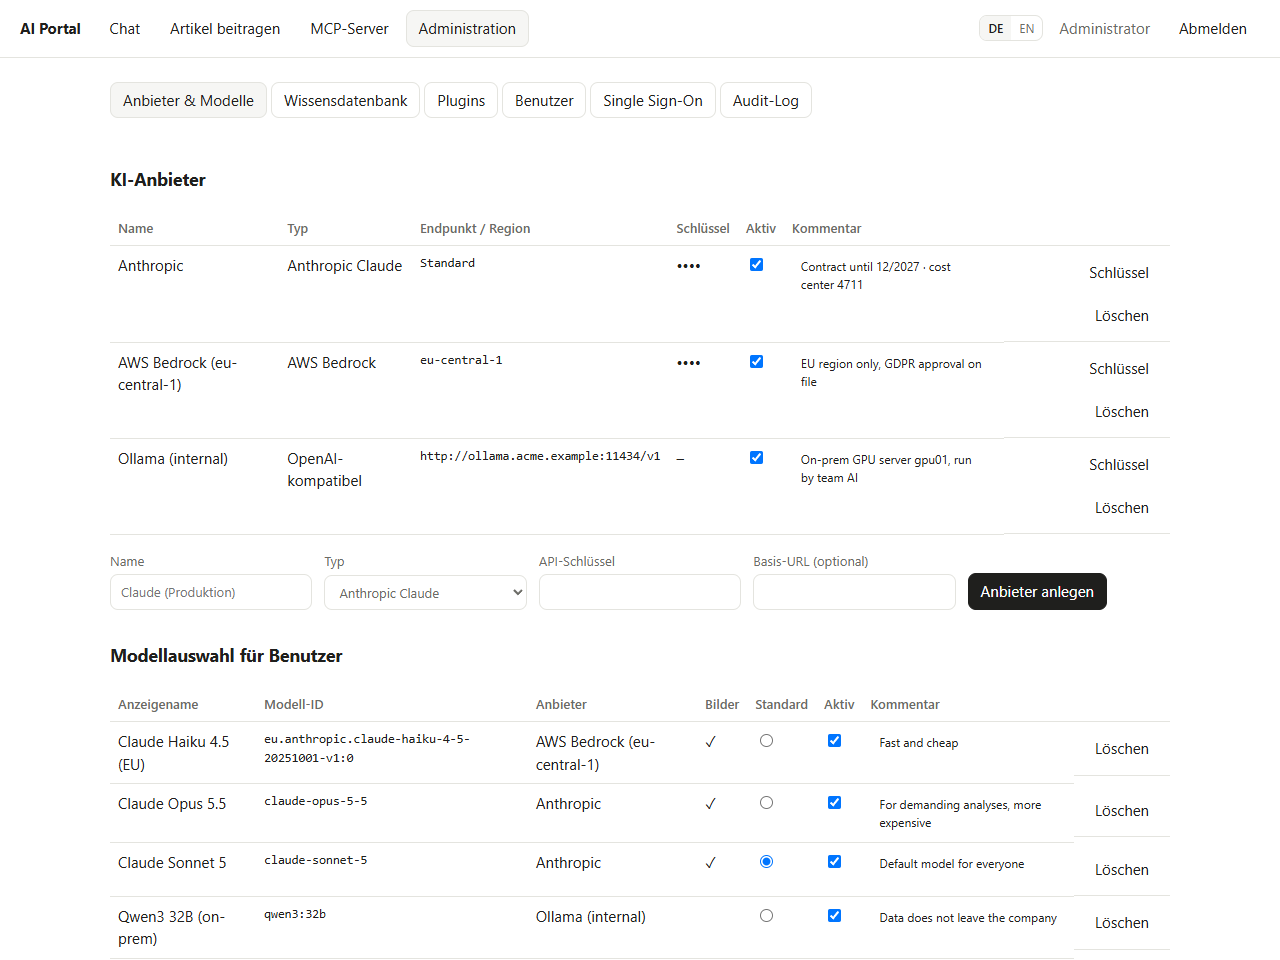 AI Portal Chat Artikel beitragen MCP-Server Administration DE EN Administrator Abmelden
Anbieter & Modelle Wissensdatenbank Plugins Benutzer Single Sign-On Audit-Log
KI-Anbieter
Name Typ Endpunkt / Region Schlüssel Aktiv Kommentar
Anthropic Anthropic Claude Standard •••• Contract until 12/2027 · cost
center 4711
Schlüssel
Löschen
AWS Bedrock (eu- AWS Bedrock eu-central-1 •••• EU region only, GDPR approval on
central-1) file
Schlüssel
Löschen
Ollama (internal) OpenAI- http://ollama.acme.example:11434/v1 – On-prem GPU server gpu01, run
kompatibel by team AI
Schlüssel
Löschen
Name Typ API-Schlüssel Basis-URL (optional)
Claude (Produktion) Anthropic Claude Anbieter anlegen
Modellauswahl für Benutzer
Anzeigename Modell-ID Anbieter Bilder Standard Aktiv Kommentar
Claude Haiku 4.5 eu.anthropic.claude-haiku-4-5- AWS Bedrock (eu- ✓ Fast and cheap Löschen
(EU) 20251001-v1:0 central-1)
Claude Opus 5.5 claude-opus-5-5 Anthropic ✓ For demanding analyses, more Löschen
expensive
Claude Sonnet 5 claude-sonnet-5 Anthropic ✓ Default model for everyone Löschen
Qwen3 32B (on- qwen3:32b Ollama (internal) Data does not leave the company Löschen
prem)